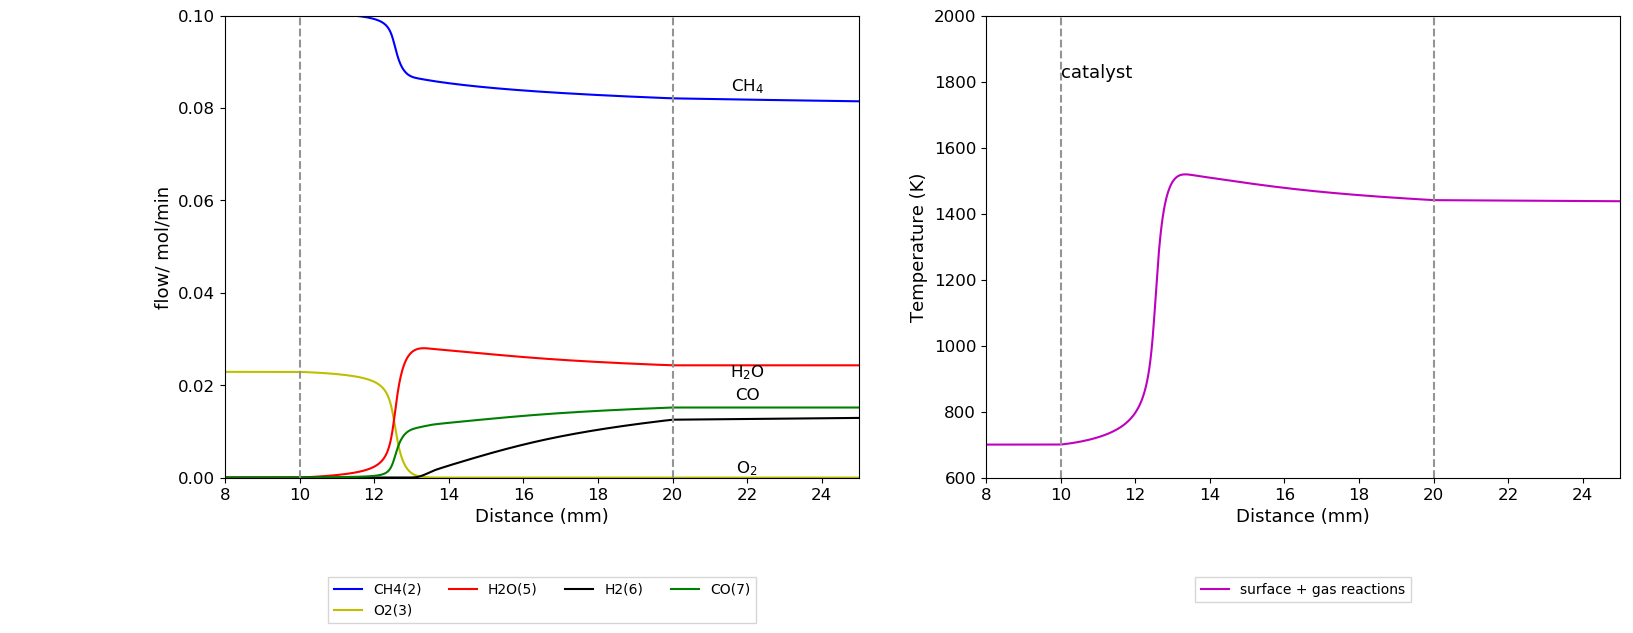 0.10
0.08
0.06
0.04
0.02
0.00
flow/ mol/min
CH₄
H₂O
CO
O₂
8 10 12 14 16 18 20 22 24
Distance (mm)
CH4(2) H2O(5) H2(6) CO(7)
O2(3)
2000
1800
1600
1400
1200
1000
800
600
Temperature (K)
catalyst
8 10 12 14 16 18 20 22 24
Distance (mm)
surface + gas reactions